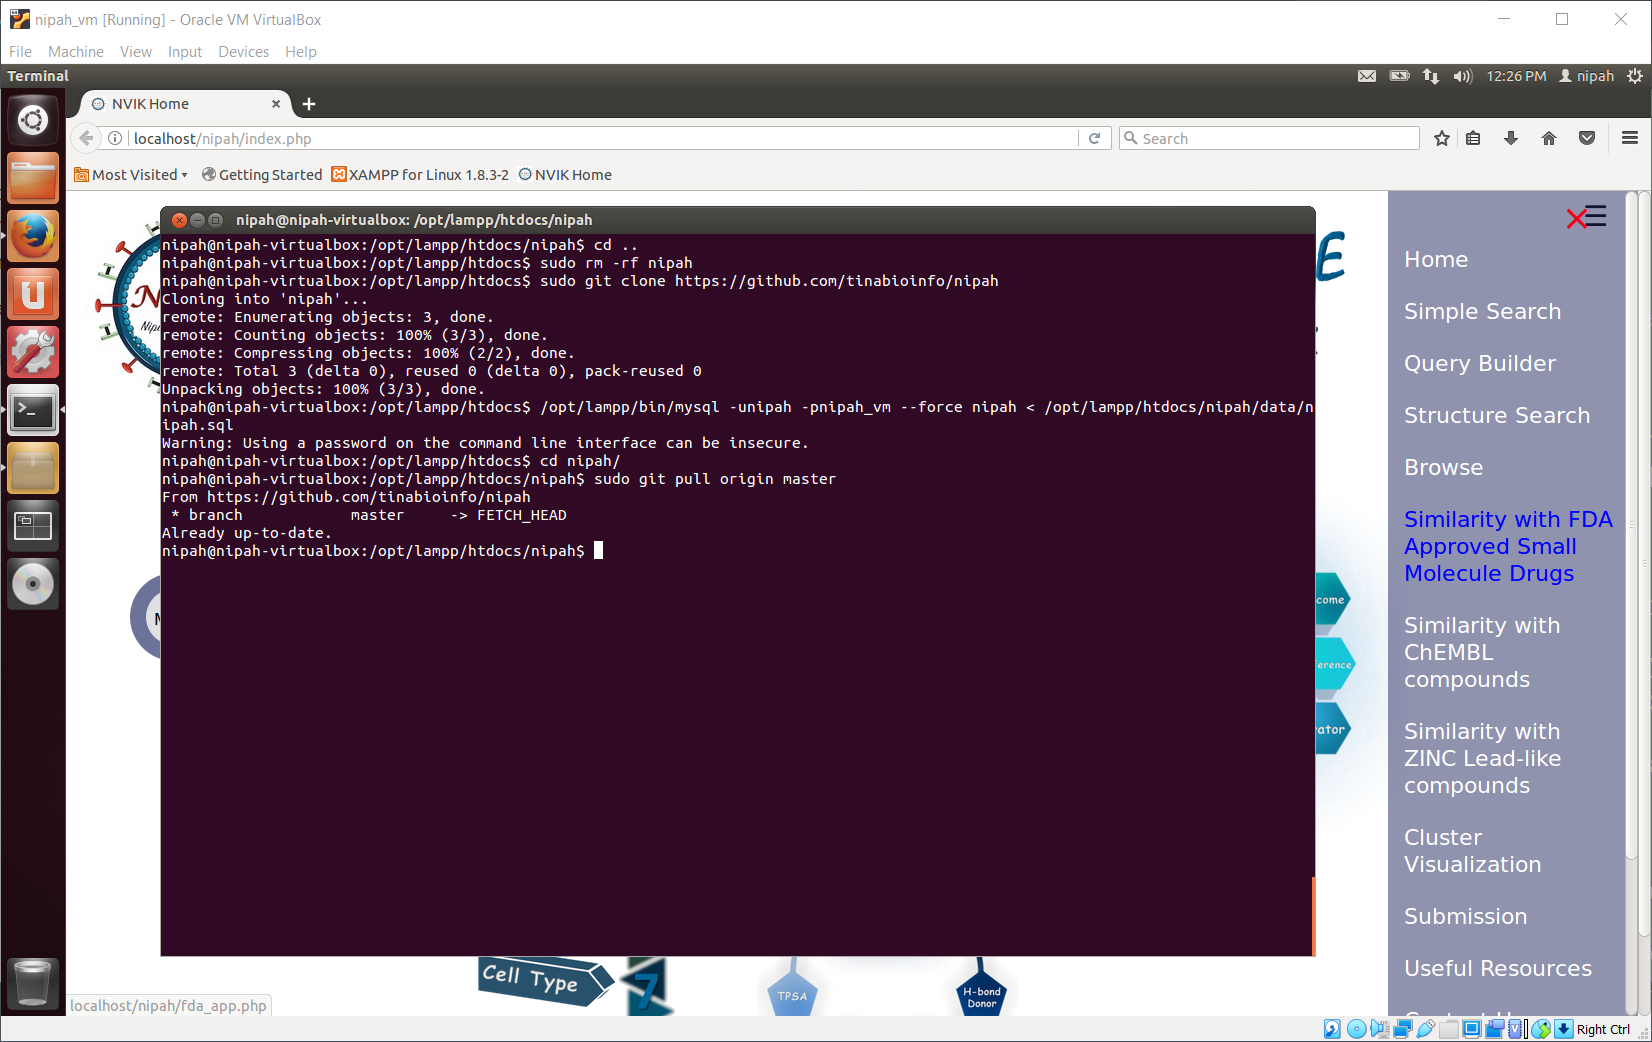 nipah_vm [Running] - Oracle VM VirtualBox
File Machine View Input Devices Help
Terminal
12:26 PM nipah
NVIK Home
localhost/nipah/index.php
Search
Most Visited
Getting Started
XAMPP for Linux 1.8.3-2
NVIK Home
nipah@nipah-virtualbox: /opt/lampp/htdocs/nipah
nipah@nipah-virtualbox:/opt/lampp/htdocs/nipah$ cd ..
nipah@nipah-virtualbox:/opt/lampp/htdocs$ sudo rm -rf nipah
nipah@nipah-virtualbox:/opt/lampp/htdocs$ sudo git clone https://github.com/tinabioinfo/nipah
Cloning into 'nipah'...
remote: Enumerating objects: 3, done.
remote: Counting objects: 100% (3/3), done.
remote: Compressing objects: 100% (2/2), done.
remote: Total 3 (delta 0), reused 0 (delta 0), pack-reused 0
Unpacking objects: 100% (3/3), done.
nipah@nipah-virtualbox:/opt/lampp/htdocs$ /opt/lampp/bin/mysql -unipah -pnipah_vm --force nipah < /opt/lampp/htdocs/nipah/data/n
ipah.sql
Warning: Using a password on the command line interface can be insecure.
nipah@nipah-virtualbox:/opt/lampp/htdocs$ cd nipah/
nipah@nipah-virtualbox:/opt/lampp/htdocs/nipah$ sudo git pull origin master
From https://github.com/tinabioinfo/nipah
 * branch            master     -> FETCH_HEAD
Already up-to-date.
nipah@nipah-virtualbox:/opt/lampp/htdocs/nipah$
E
come
erence
ator
Home
Simple Search
Query Builder
Structure Search
Browse
Similarity with FDA
Approved Small
Molecule Drugs
Similarity with
ChEMBL
compounds
Similarity with
ZINC Lead-like
compounds
Cluster
Visualization
Submission
Useful Resources
Cell Type
7
TPSA
H-bond
Donor
localhost/nipah/fda_app.php
Right Ctrl